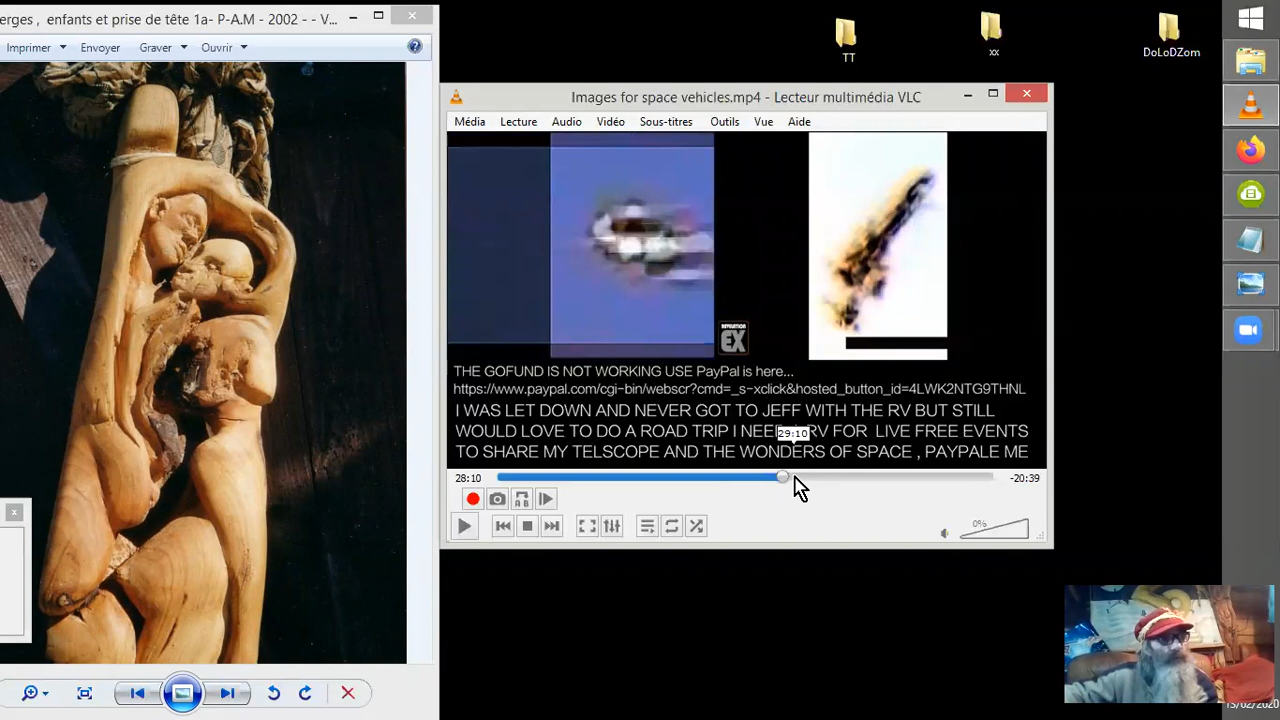 erges , enfants et prise de tête 1a- P-A.M - 2002 - - V...
Imprimer
Envoyer
Graver
Ouvrir
TT
xx
DoLoDZom
Images for space vehicles.mp4 - Lecteur multimédia VLC
Média Lecture Audio Vidéo Sous-titres Outils Vue Aide
REVELATION
EX
THE GOFUND IS NOT WORKING USE PayPal is here...
https://www.paypal.com/cgi-bin/webscr?cmd=_s-xclick&hosted_button_id=4LWK2NTG9THNL
I WAS LET DOWN AND NEVER GOT TO JEFF WITH THE RV BUT STILL
WOULD LOVE TO DO A ROAD TRIP I NEE RV FOR LIVE FREE EVENTS
29:10
TO SHARE MY TELSCOPE AND THE WONDERS OF SPACE , PAYPALE ME
28:10
-20:39
0%
13/02/2020